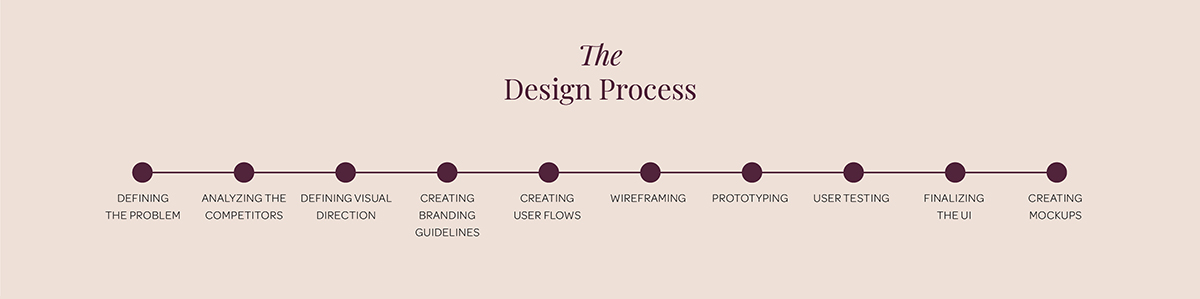 The
Design Process
DEFINING
THE PROBLEM
ANALYZING THE
COMPETITORS
DEFINING VISUAL
DIRECTION
CREATING
BRANDING
GUIDELINES
CREATING
USER FLOWS
WIREFRAMING
PROTOTYPING
USER TESTING
FINALIZING
THE UI
CREATING
MOCKUPS